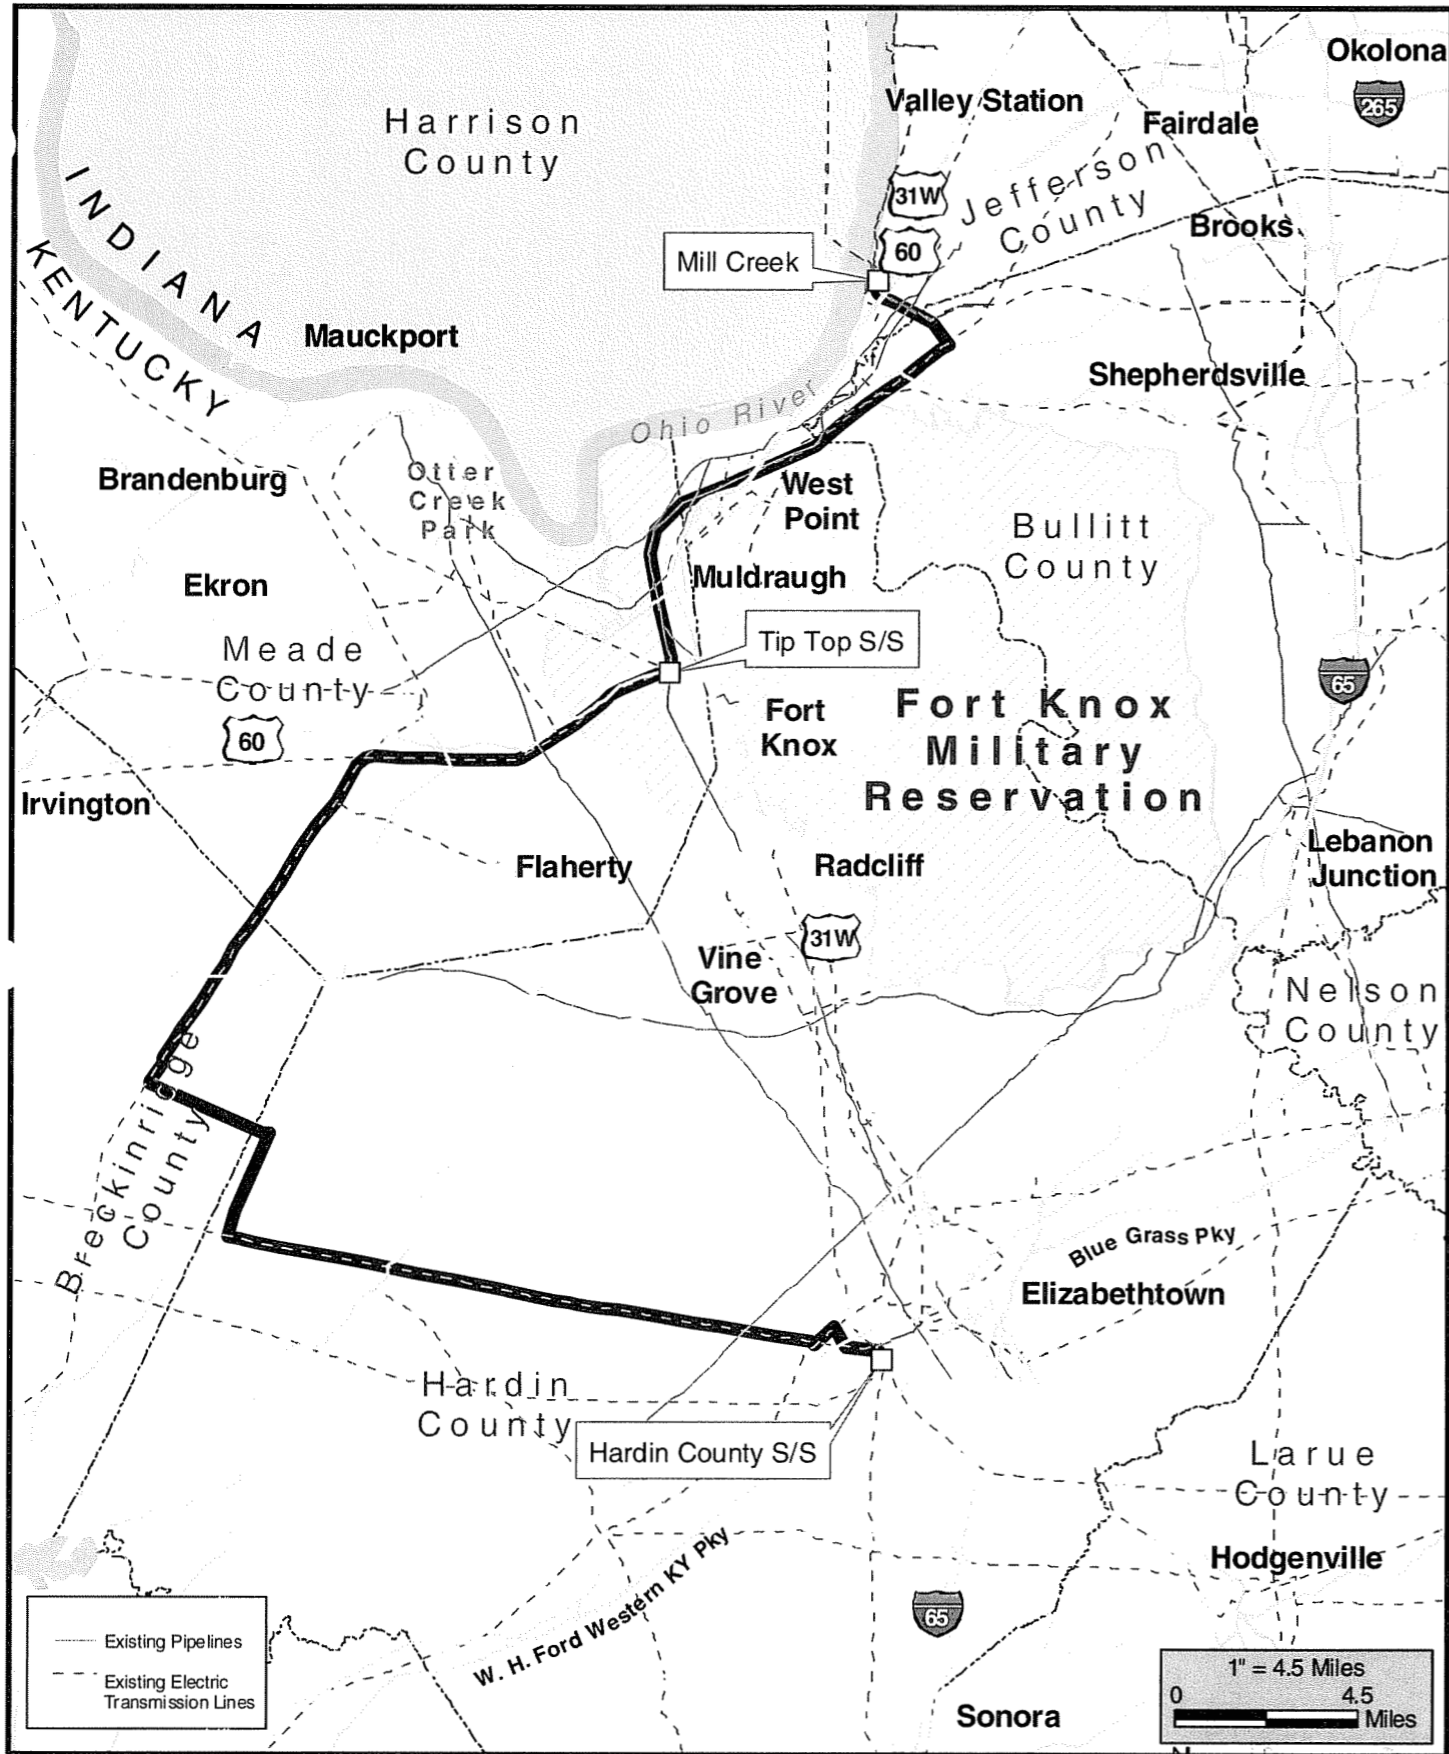 Okolona
265
Valley Station
Fairdale
Harrison
County
31W
Jefferson
County
60
Brooks
Mill Creek
INDIANA
KENTUCKY
Mauckport
Shepherdsville
Ohio River
Brandenburg
Otter
Creek
Park
West
Point
Bullitt
County
Ekron
Muldraugh
Meade
County
Tip Top S/S
60
65
Fort
Knox
Fort Knox
Military
Reservation
Irvington
Flaherty
Radcliff
Lebanon
Junction
31W
Vine
Grove
Nelson
County
Breckinridge
County
Blue Grass Pky
Elizabethtown
Hardin
County
Hardin County S/S
Larue
County
Hodgenville
W. H. Ford Western KY Pky
65
Sonora
Existing Pipelines
Existing Electric
Transmission Lines
1" = 4.5 Miles
0 4.5
Miles